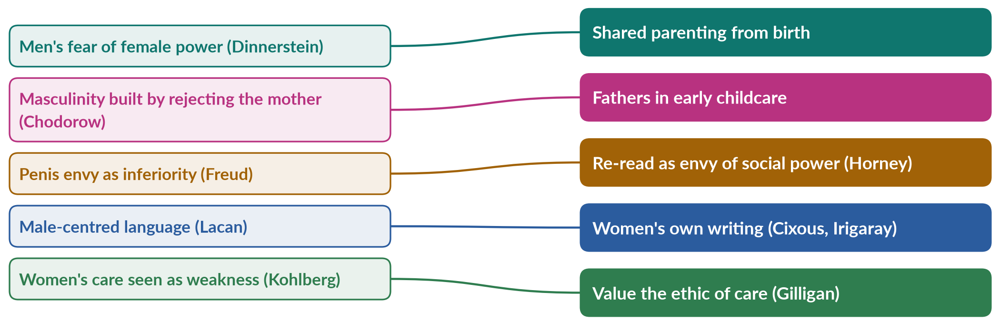 Men's fear of female power (Dinnerstein)
Shared parenting from birth
Masculinity built by rejecting the mother
(Chodorow)
Fathers in early childcare
Penis envy as inferiority (Freud)
Re-read as envy of social power (Horney)
Male-centred language (Lacan)
Women's own writing (Cixous, Irigaray)
Women's care seen as weakness (Kohlberg)
Value the ethic of care (Gilligan)